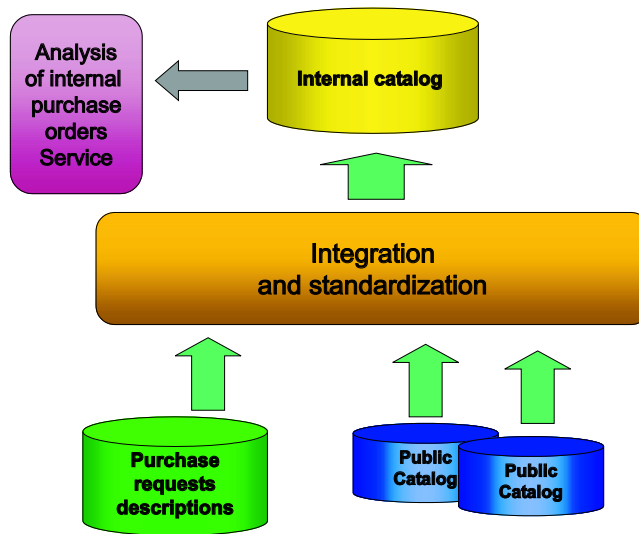 Analysis
of internal
purchase
orders
Service
Internal catalog
Integration
and standardization
Purchase
requests
descriptions
Public
Catalog
Public
Catalog